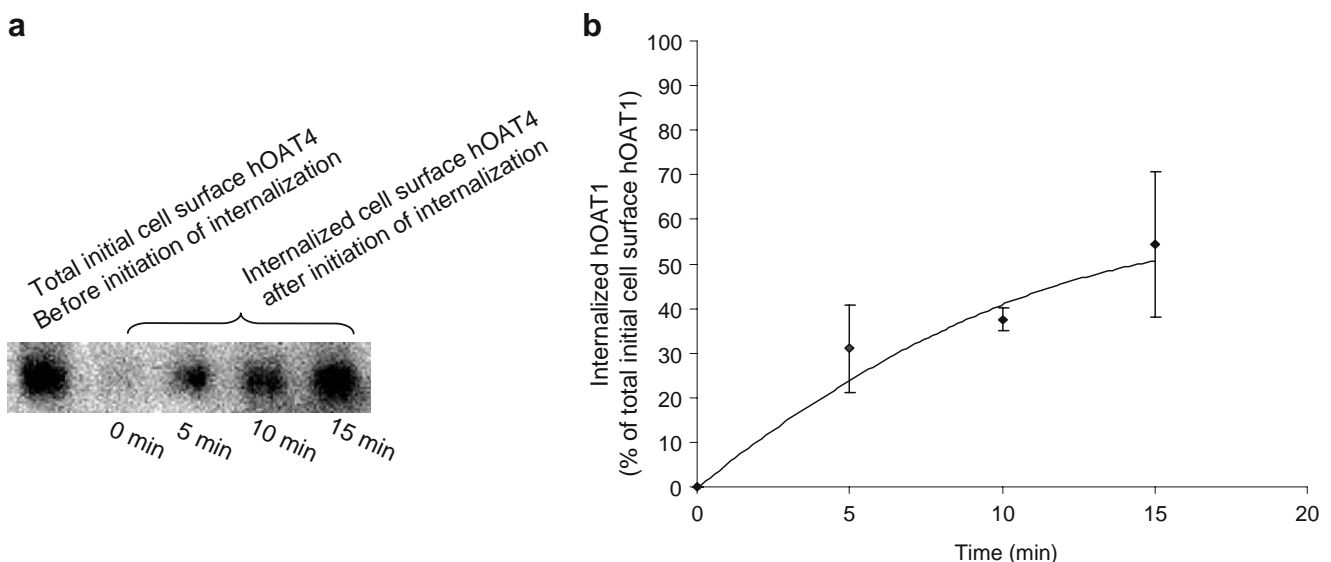 a
Total initial cell surface hOAT4
Before initiation of internalization
Internalized cell surface hOAT4
after initiation of internalization
0 min
5 min
10 min
15 min
b
Internalized hOAT1
(% of total initial cell surface hOAT1)
100
90
80
70
60
50
40
30
20
10
0
0
5
10
15
20
Time (min)